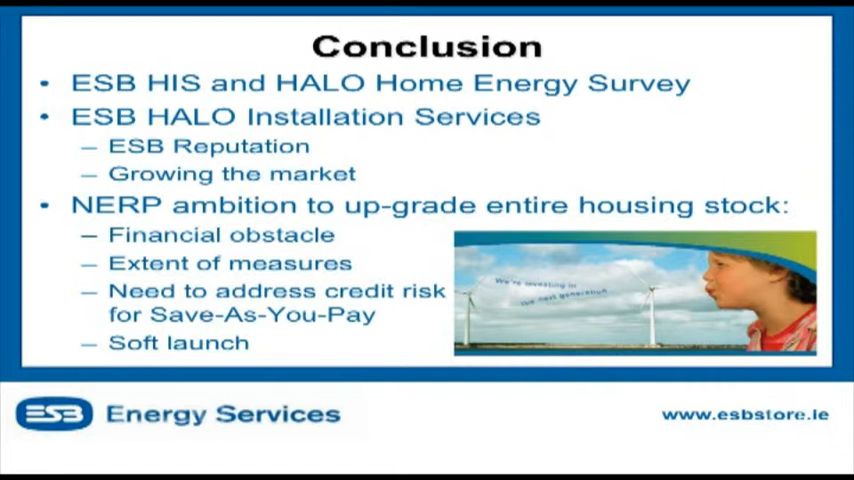 Conclusion
• ESB HIS and HALO Home Energy Survey
• ESB HALO Installation Services
– ESB Reputation
– Growing the market
• NERP ambition to up-grade entire housing stock:
– Financial obstacle
– Extent of measures
– Need to address credit risk
for Save-As-You-Pay
– Soft launch
We're investing in
the next generation
ESB Energy Services
www.esbstore.ie